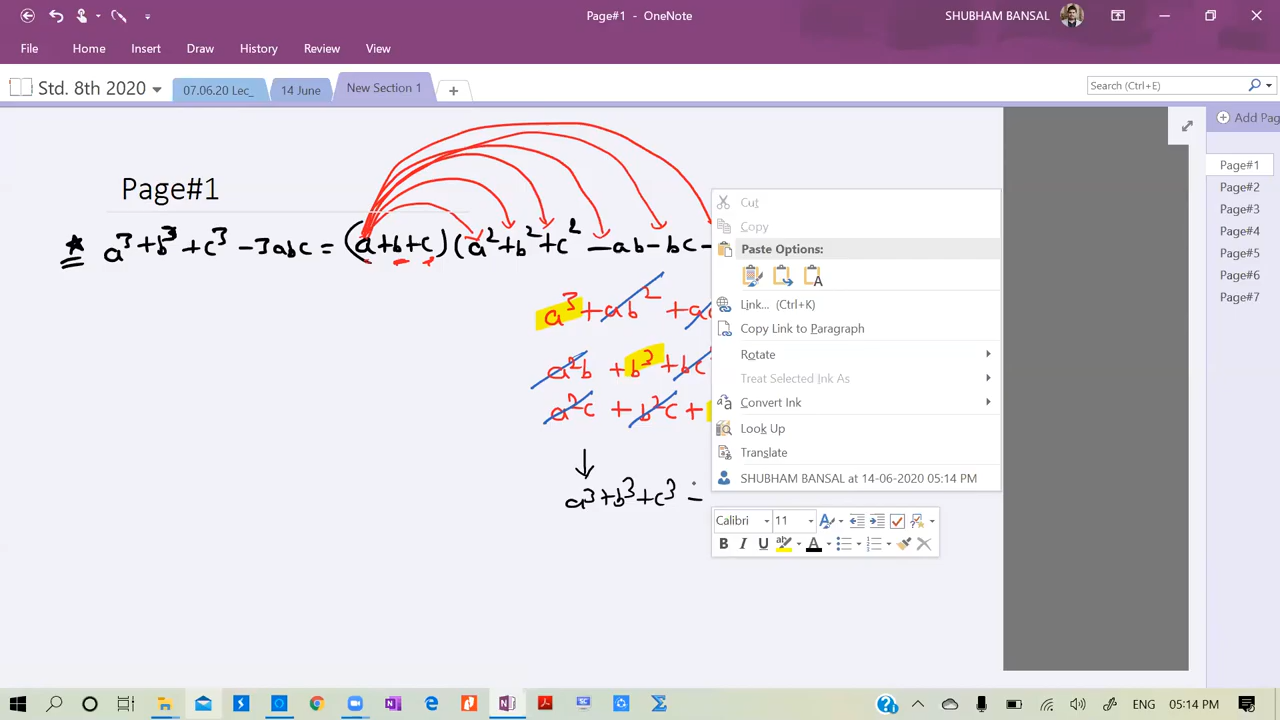 Page#1 - OneNote
SHUBHAM BANSAL
File Home Insert Draw History Review View
Std. 8th 2020
07.06.20 Lec_
14 June
New Section 1
+
Search (Ctrl+E)
Add Pag
Page#1
Page#1
Page#2
Page#3
Page#4
Page#5
Page#6
Page#7
a³ + b³ + c³ - 3abc = (a+b+c) (a² + b² + c² - ab - bc -
a³ + ab² +
a²b + b³ + bc
a²c + b²c +
a³ + b³ + c³ -
Cut
Copy
Paste Options:
Link... (Ctrl+K)
Copy Link to Paragraph
Rotate
Treat Selected Ink As
Convert Ink
Look Up
Translate
SHUBHAM BANSAL at 14-06-2020 05:14 PM
Calibri 11
B I U ab A
ENG 05:14 PM